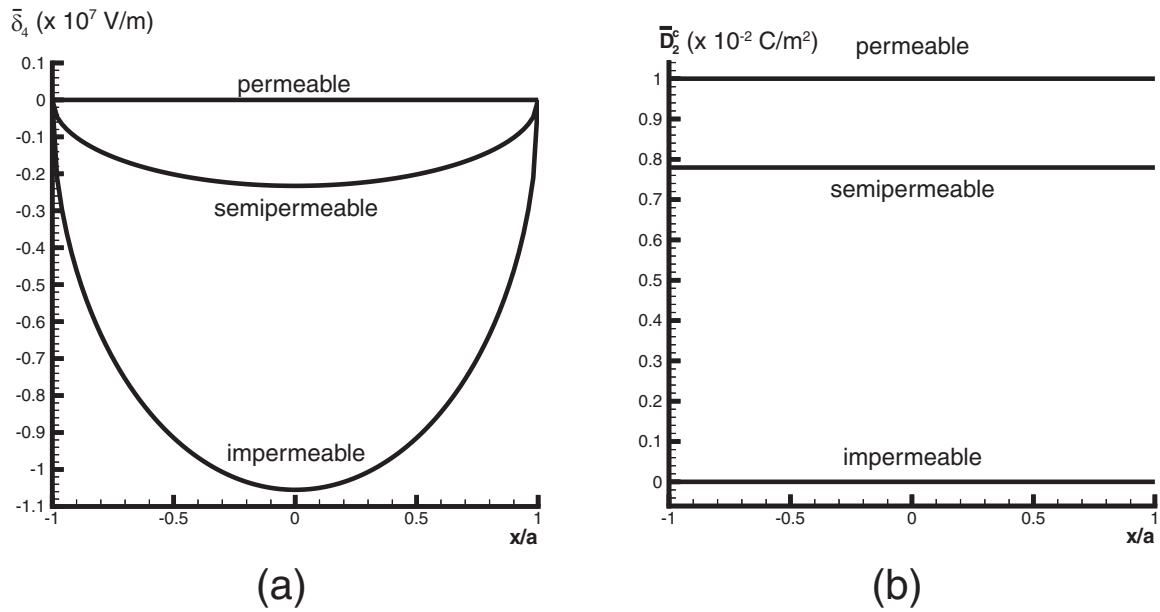 δ̄₄ (x 10⁷ V/m)
0.1
0
-0.1
-0.2
-0.3
-0.4
-0.5
-0.6
-0.7
-0.8
-0.9
-1
-1.1
permeable
semipermeable
impermeable
-1
-0.5
0
0.5
1
x/a
(a)
D̄₂ᶜ (x 10⁻² C/m²)
1
0.9
0.8
0.7
0.6
0.5
0.4
0.3
0.2
0.1
0
permeable
semipermeable
impermeable
-1
-0.5
0
0.5
1
x/a
(b)